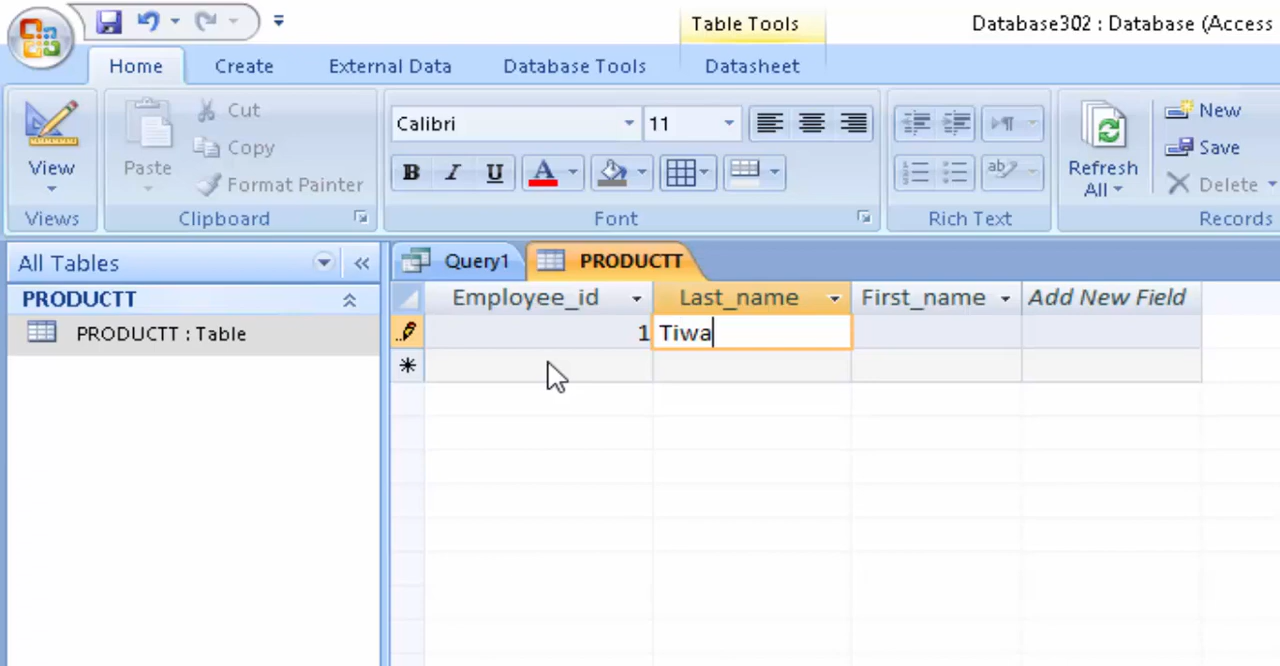 Table Tools
Database302 : Database (Access
Home Create External Data Database Tools Datasheet
View
Views
Paste
Cut
Copy
Format Painter
Clipboard
Calibri 11
B I U A
Font
ab
Rich Text
Refresh
All
New
Save
Delete
Records
All Tables
PRODUCTT
PRODUCTT : Table
Query1 PRODUCTT
Employee_id Last_name First_name Add New Field
1 Tiwa